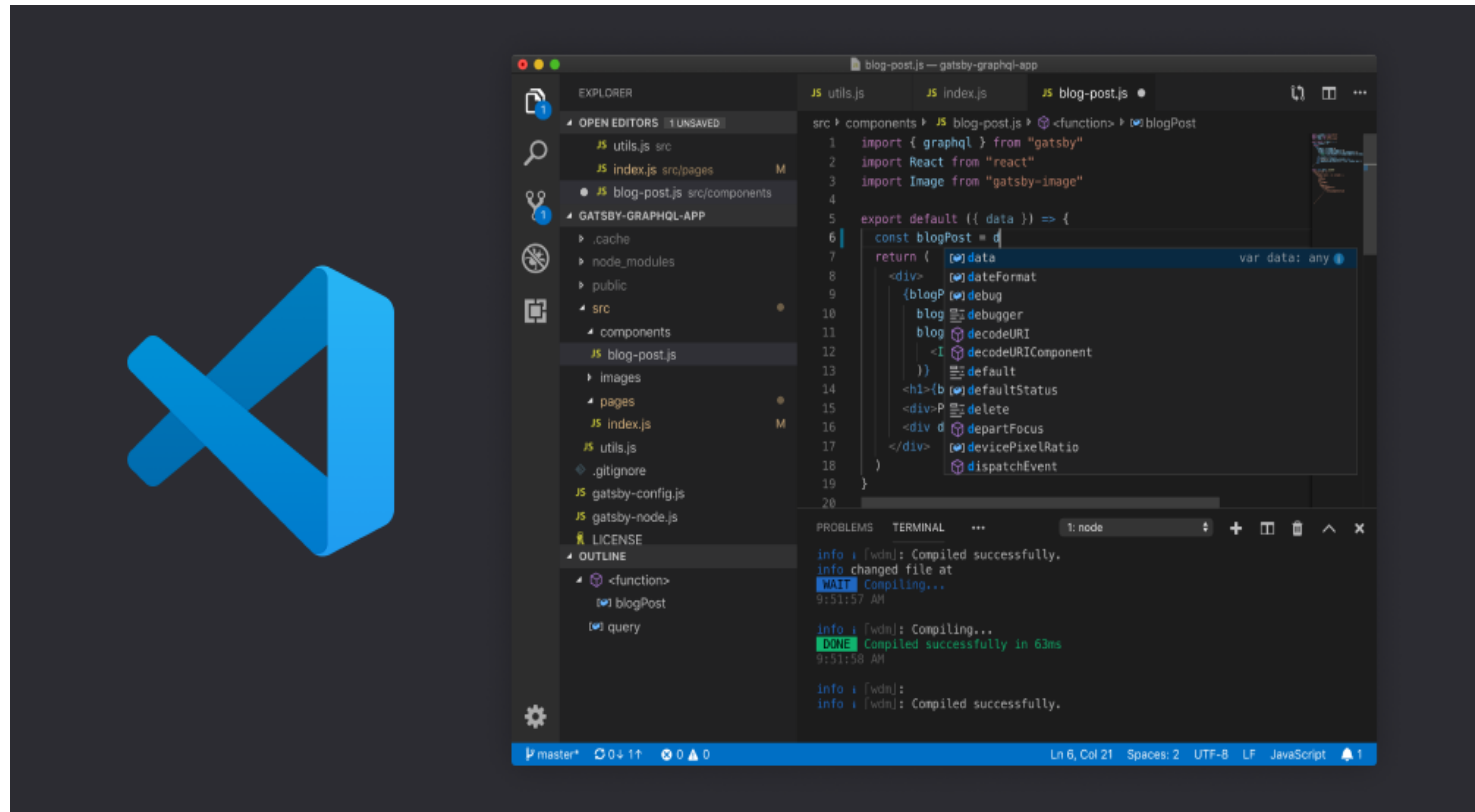 blog-post.js — gatsby-graphql-app
EXPLORER
OPEN EDITORS 1 UNSAVED
JS utils.js src
JS index.js src/pages M
JS blog-post.js src/components
GATSBY-GRAPHQL-APP
.cache
node_modules
public
src
components
JS blog-post.js
images
pages
JS index.js M
JS utils.js
.gitignore
JS gatsby-config.js
JS gatsby-node.js
LICENSE
OUTLINE
<function>
blogPost
query
1
1
JS utils.js JS index.js JS blog-post.js
src components JS blog-post.js <function> blogPost
1 import { graphql } from "gatsby"
2 import React from "react"
3 import Image from "gatsby-image"
4
5 export default ({ data }) => {
6 const blogPost = d
7 return (
8 <div>
9 {blogP
10 blog
11 blog
12 <I
13 )}
14 <h1>{b
15 <div>P
16 <div d
17 </div>
18 )
19 }
20
data var data: any
dateFormat
debug
debugger
decodeURI
decodeURIComponent
default
defaultStatus
delete
departFocus
devicePixelRatio
dispatchEvent
PROBLEMS TERMINAL ••• 1: node
info i [wdm]: Compiled successfully.
info changed file at
WAIT Compiling...
9:51:57 AM
info i [wdm]: Compiling...
DONE Compiled successfully in 63ms
9:51:58 AM
info i [wdm]:
info i [wdm]: Compiled successfully.
master* 0↓ 1↑ 0 0 Ln 6, Col 21 Spaces: 2 UTF-8 LF JavaScript 1